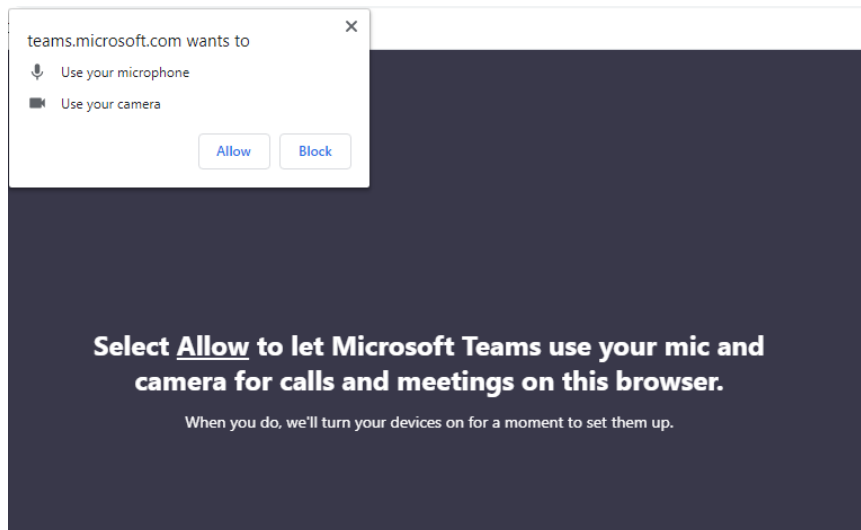 teams.microsoft.com wants to
Use your microphone
Use your camera
Allow
Block
Select Allow to let Microsoft Teams use your mic and
camera for calls and meetings on this browser.
When you do, we'll turn your devices on for a moment to set them up.